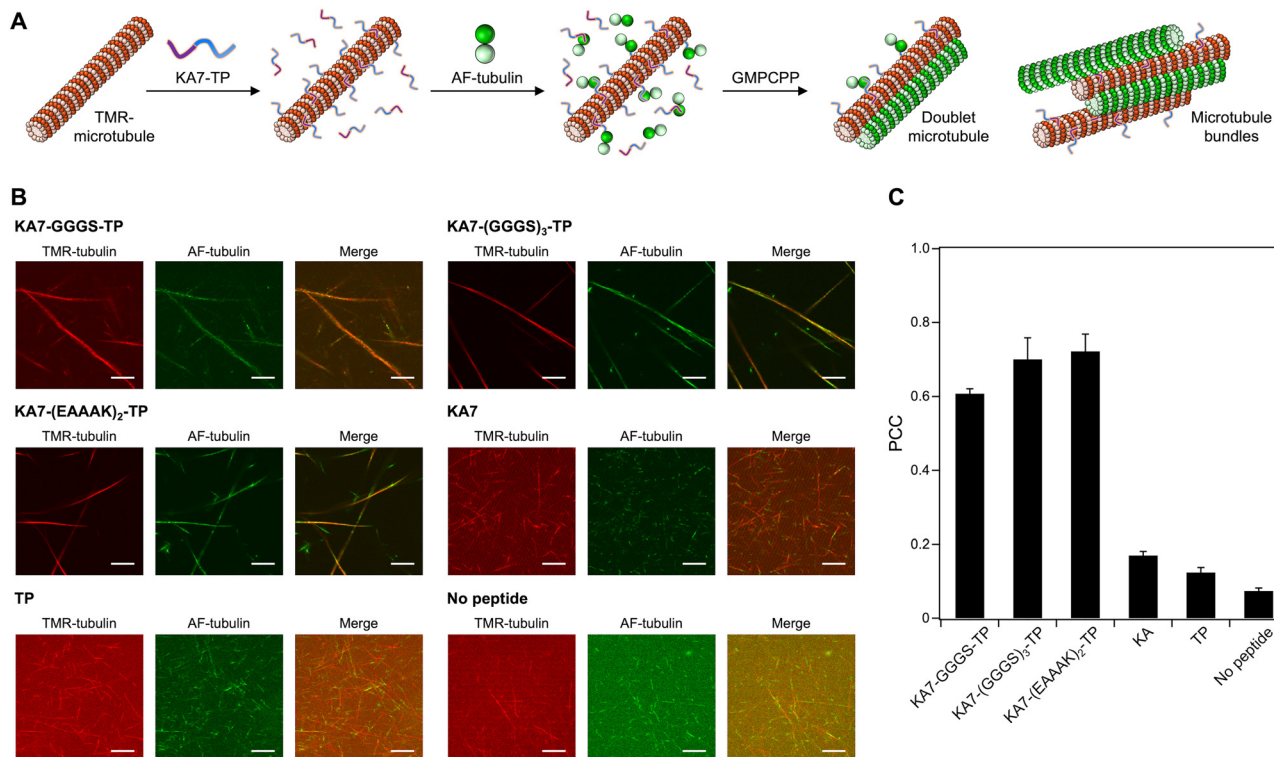 A
KA7-TP
AF-tubulin
GMPCPP
TMR-
microtubule
Doublet
microtubule
Microtubule
bundles
B
KA7-GGGS-TP
TMR-tubulin AF-tubulin Merge
KA7-(GGGS)₃-TP
TMR-tubulin AF-tubulin Merge
KA7-(EAAAK)₂-TP
TMR-tubulin AF-tubulin Merge
KA7
TMR-tubulin AF-tubulin Merge
TP
TMR-tubulin AF-tubulin Merge
No peptide
TMR-tubulin AF-tubulin Merge
C
PCC
1.0
0.8
0.6
0.4
0.2
0
KA7-GGGS-TP
KA7-(GGGS)₃-TP
KA7-(EAAAK)₂-TP
KA
TP
No peptide